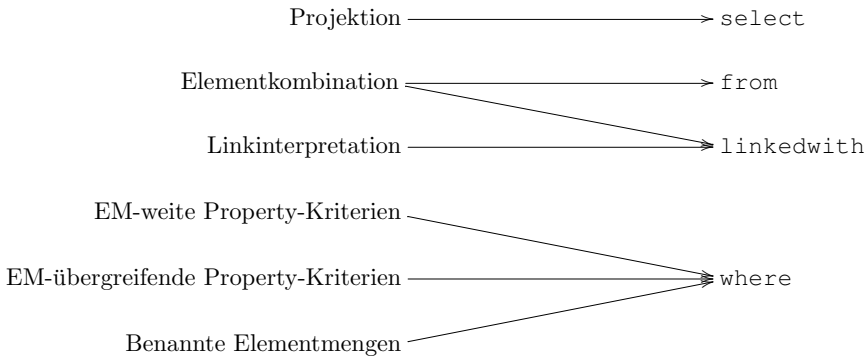 Projektion select
Elementkombination from
Linkinterpretation linkedwith
EM-weite Property-Kriterien
EM-übergreifende Property-Kriterien where
Benannte Elementmengen